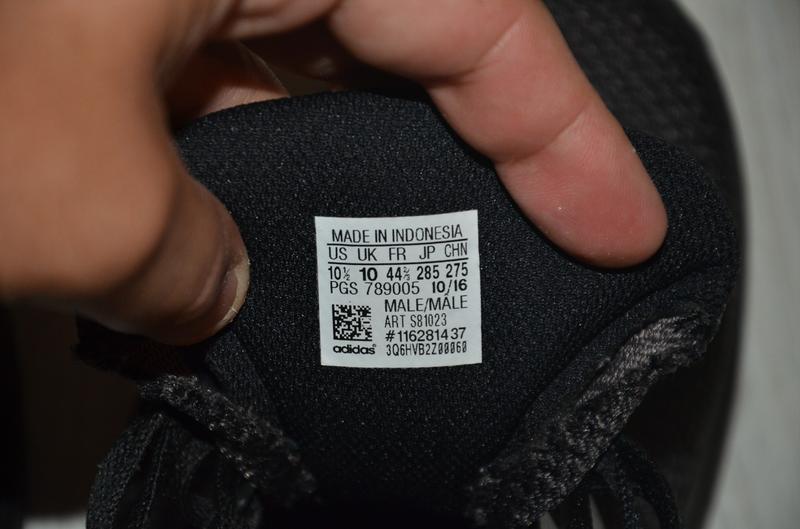 MADE IN INDONESIA
US UK FR JP CHN
10½ 10 44⅔ 285 275
PGS 789005 10/16
MALE/MÂLE
ART S81023
#116281437
adidas® 3Q6HVB2Z00060